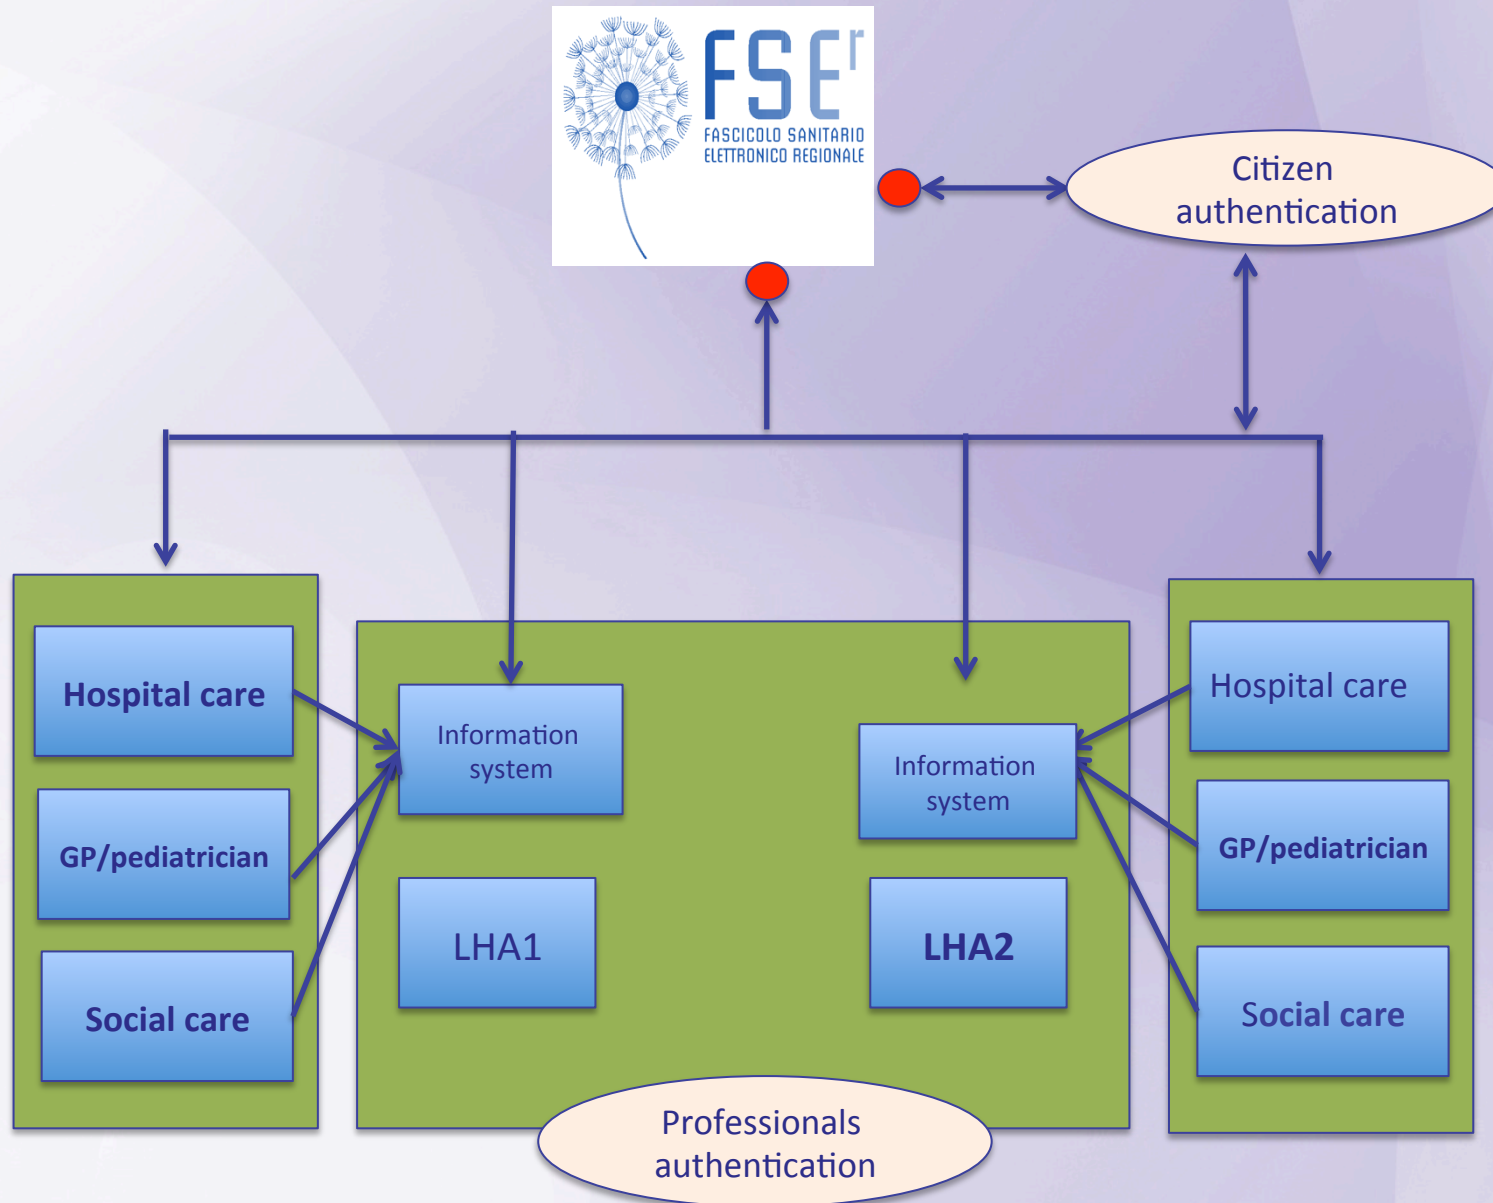 FSEr
FASCICOLO SANITARIO
ELETTRONICO REGIONALE
Citizen
authentication
Hospital care
GP/pediatrician
Social care
Information
system
LHA1
Information
system
LHA2
Hospital care
GP/pediatrician
Social care
Professionals
authentication